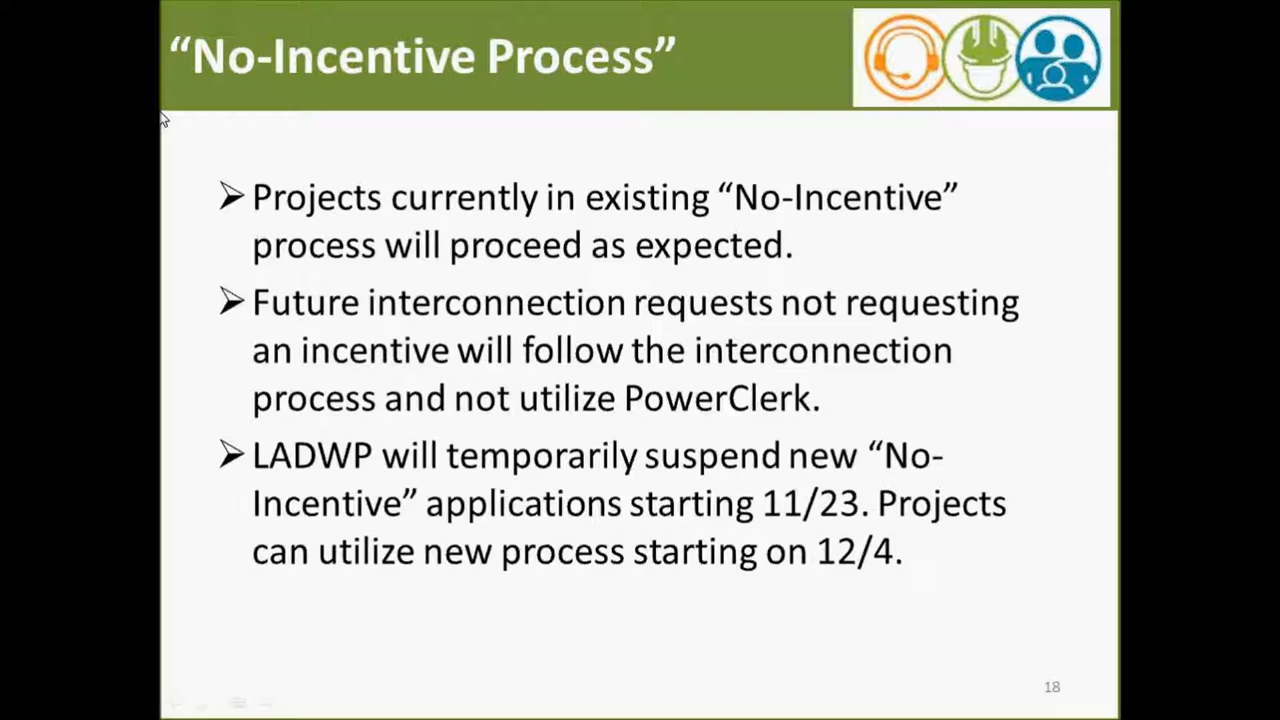 “No-Incentive Process”
➢Projects currently in existing “No-Incentive”
process will proceed as expected.
➢Future interconnection requests not requesting
an incentive will follow the interconnection
process and not utilize PowerClerk.
➢LADWP will temporarily suspend new “No-
Incentive” applications starting 11/23. Projects
can utilize new process starting on 12/4.
18